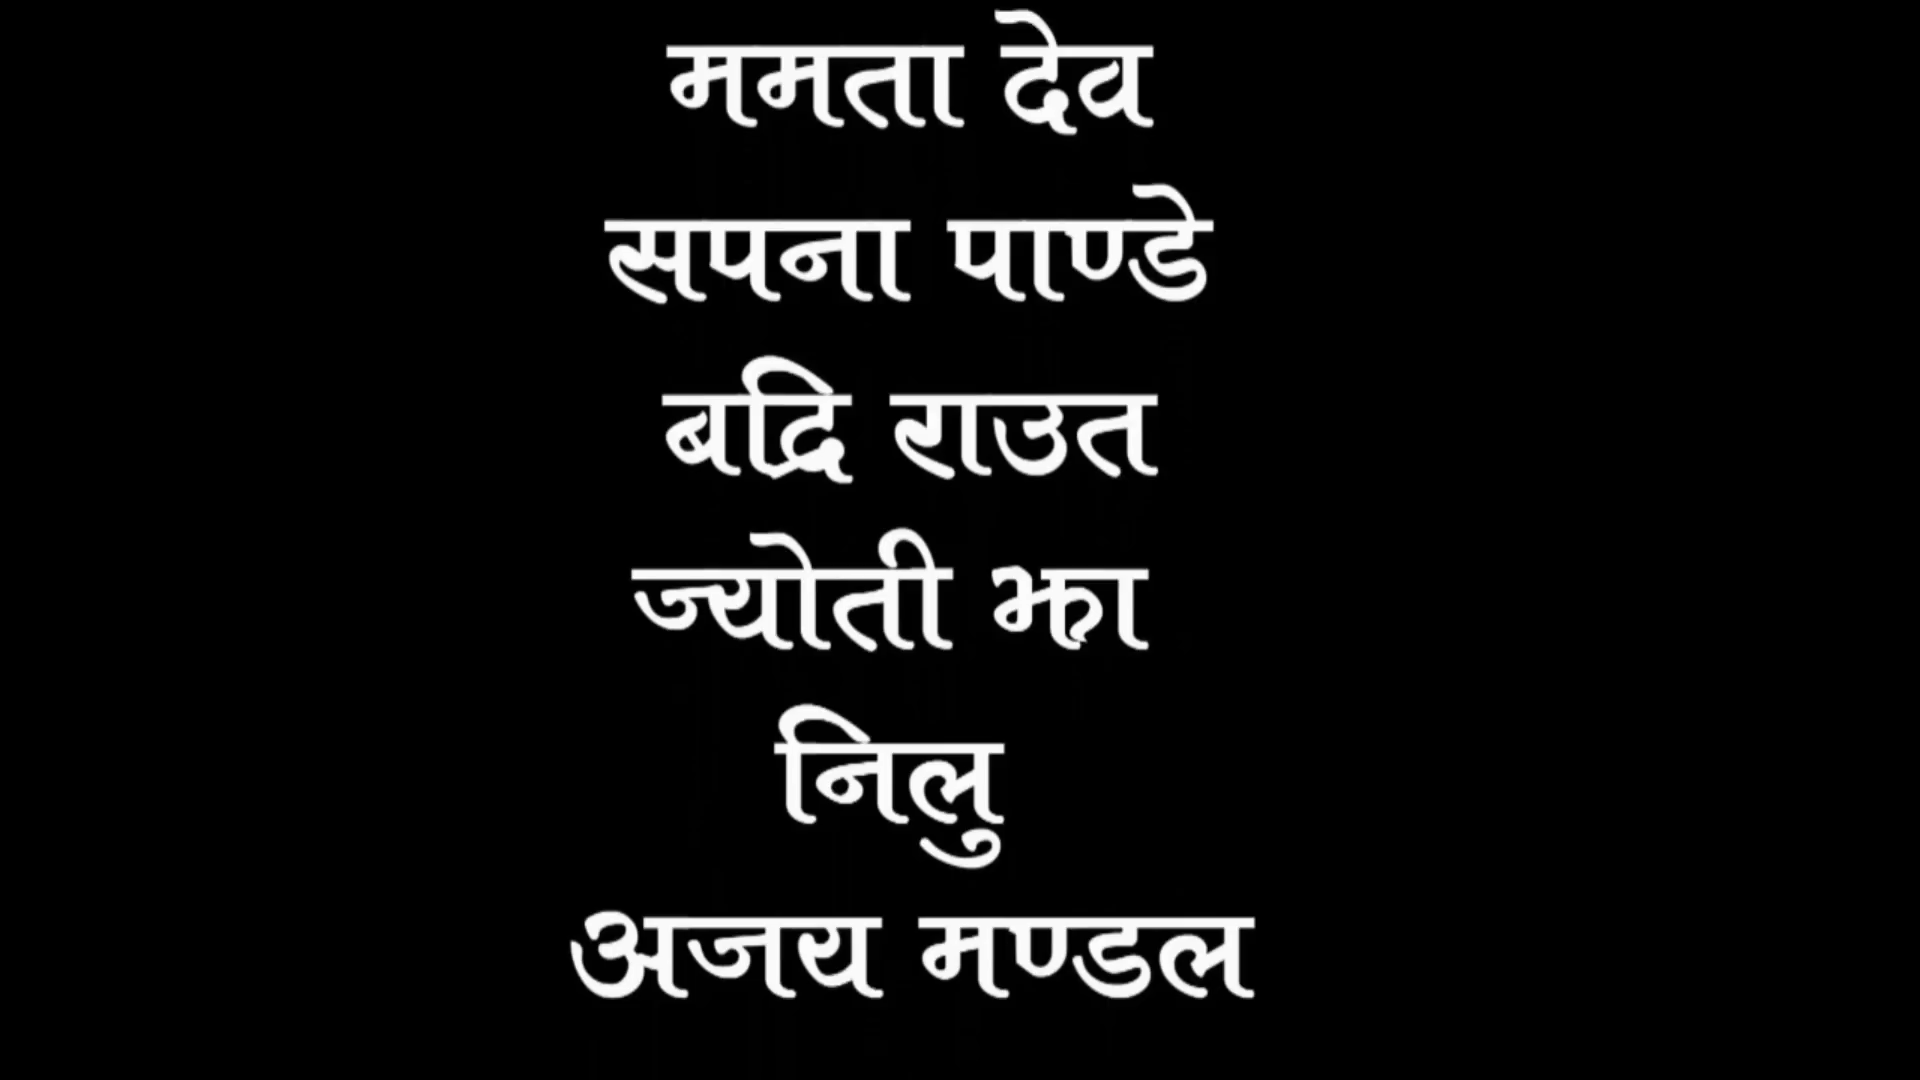 ममता देव
सपना पाण्डे
बद्रि राउत
ज्योती झा
निलु
अजय मण्डल